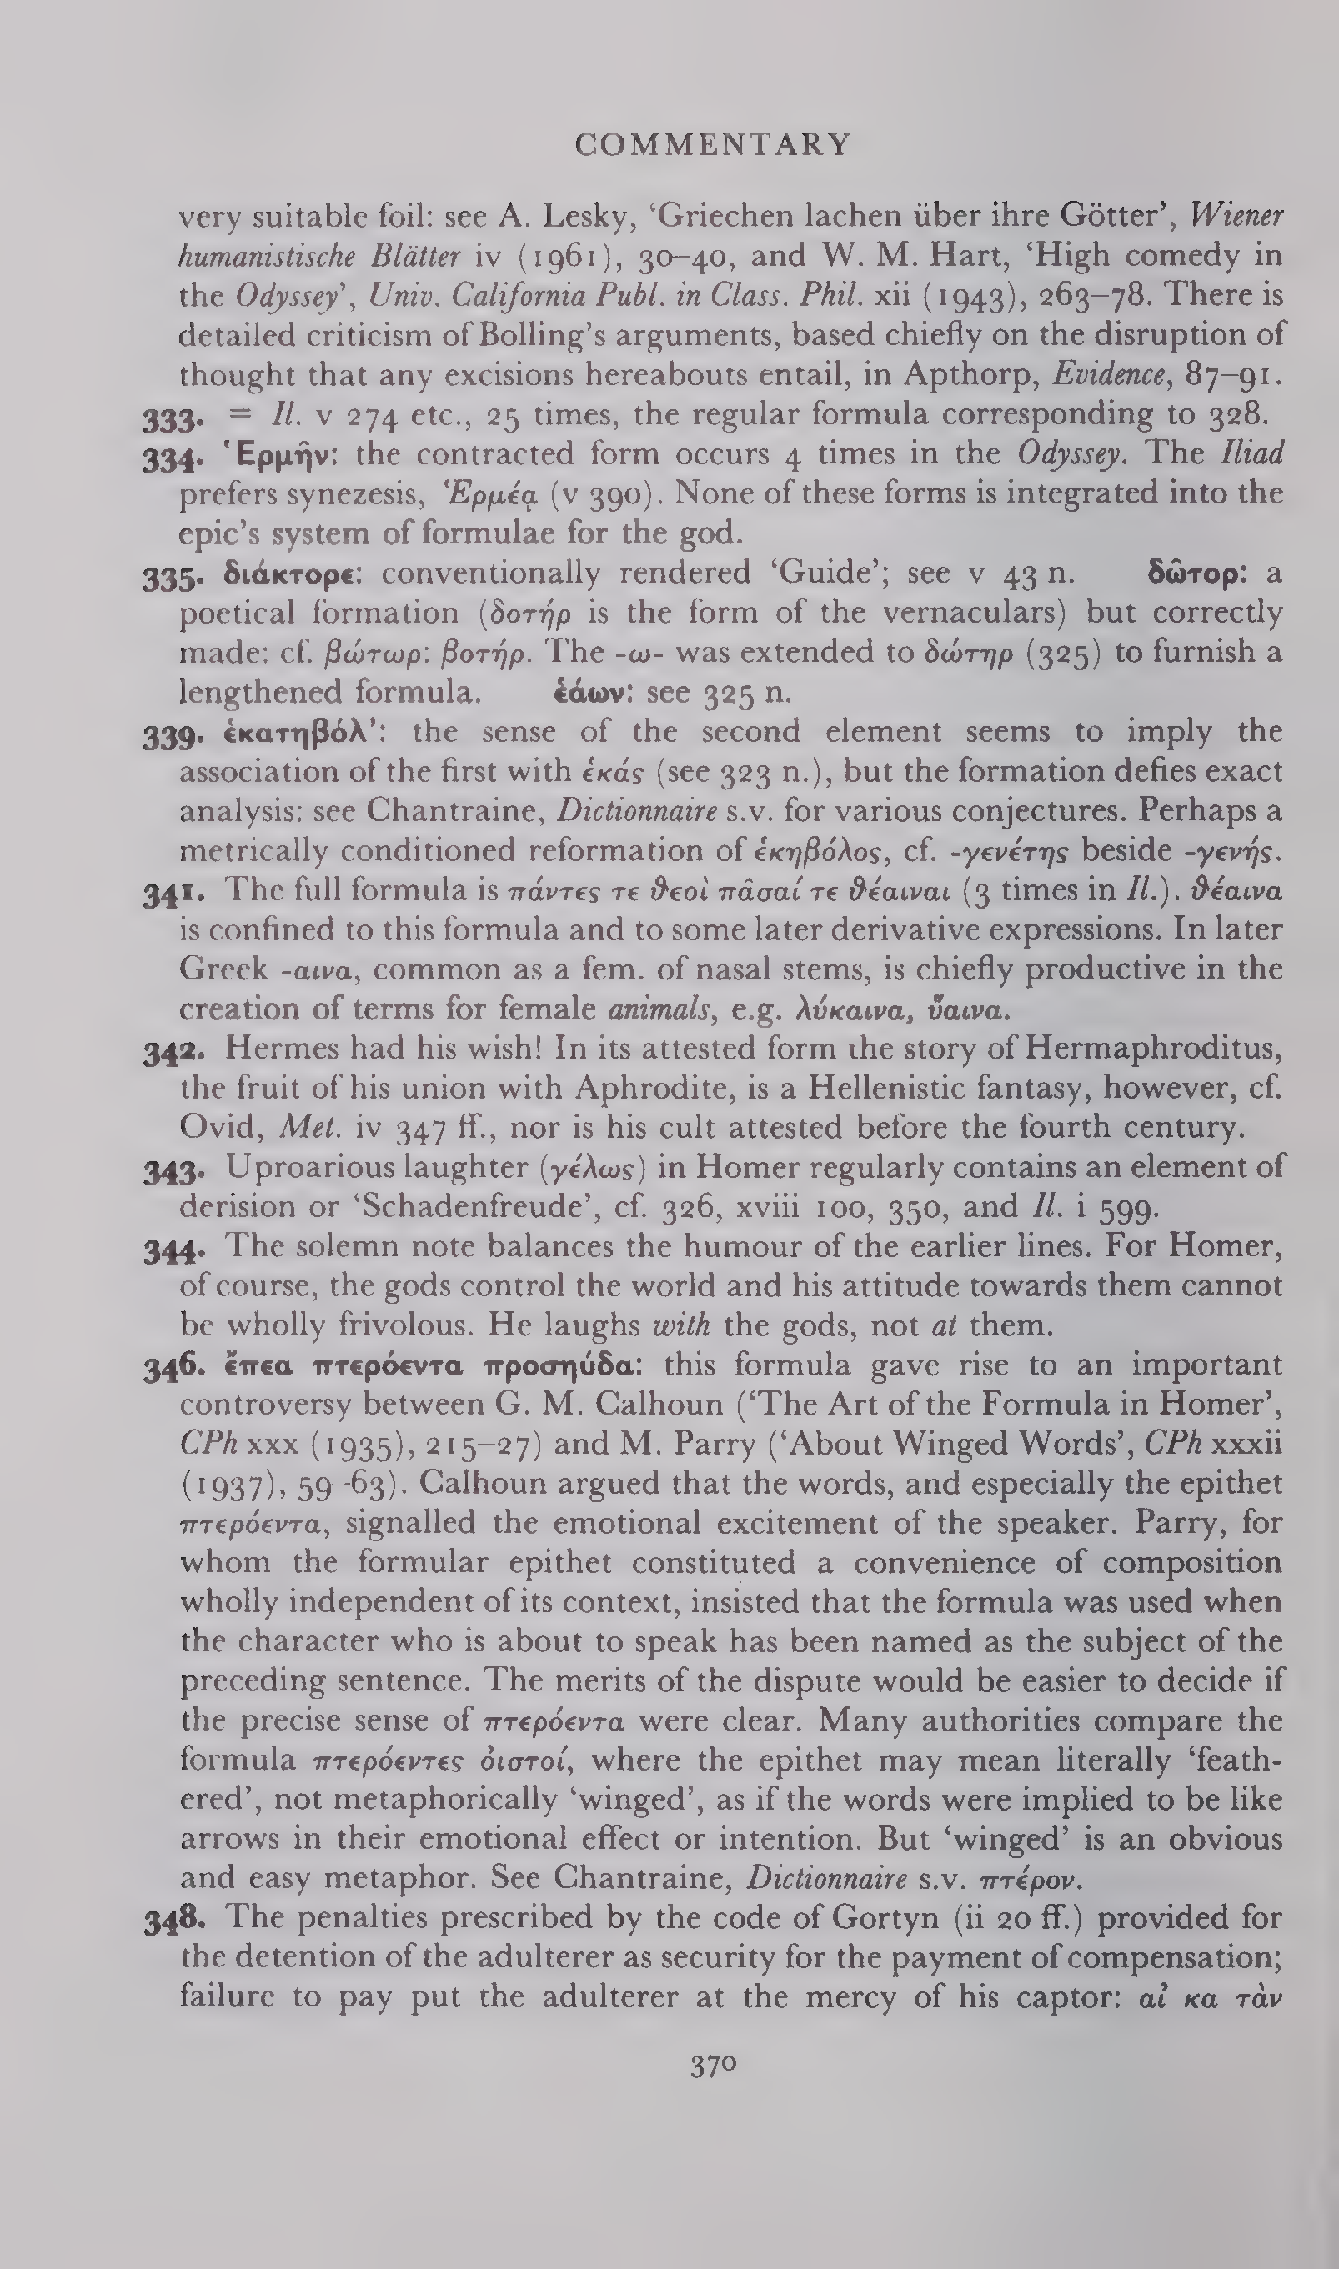 COMMENTARY
very suitable foil: see A. Lesky, ‘Griechen lachen über ihre Götter’, Wiener
humanistische Blätter iv (1961), 30–40, and W. M. Hart, ‘High comedy in
the Odyssey’, Univ. California Publ. in Class. Phil. xii (1943), 263–78. There is
detailed criticism of Bolling’s arguments, based chiefly on the disruption of
thought that any excisions hereabouts entail, in Apthorp, Evidence, 87–91.
333. = Il. v 274 etc., 25 times, the regular formula corresponding to 328.
334. Ἑρμῆν: the contracted form occurs 4 times in the Odyssey. The Iliad
prefers synezesis, Ἑρμέᾳ (v 390). None of these forms is integrated into the
epic’s system of formulae for the god.
335. διάκτορε: conventionally rendered ‘Guide’; see v 43 n. δῶτορ: a
poetical formation (δοτήρ is the form of the vernaculars) but correctly
made: cf. βώτωρ: βοτήρ. The -ω- was extended to δώτηρ (325) to furnish a
lengthened formula. ἐάων: see 325 n.
339. ἑκατηβόλ’: the sense of the second element seems to imply the
association of the first with ἑκάς (see 323 n.), but the formation defies exact
analysis: see Chantraine, Dictionnaire s.v. for various conjectures. Perhaps a
metrically conditioned reformation of ἑκηβόλος, cf. -γενέτης beside -γενής.
341. The full formula is πάντες τε ϑεοὶ πᾶσαί τε ϑέαιναι (3 times in Il.). ϑέαινα
is confined to this formula and to some later derivative expressions. In later
Greek -αινα, common as a fem. of nasal stems, is chiefly productive in the
creation of terms for female animals, e.g. λύκαινα, ὕαινα.
342. Hermes had his wish! In its attested form the story of Hermaphroditus,
the fruit of his union with Aphrodite, is a Hellenistic fantasy, however, cf.
Ovid, Met. iv 347 ff., nor is his cult attested before the fourth century.
343. Uproarious laughter (γέλως) in Homer regularly contains an element of
derision or ‘Schadenfreude’, cf. 326, xviii 100, 350, and Il. i 599.
344. The solemn note balances the humour of the earlier lines. For Homer,
of course, the gods control the world and his attitude towards them cannot
be wholly frivolous. He laughs with the gods, not at them.
346. ἔπεα πτερόεντα προσηύδα: this formula gave rise to an important
controversy between G. M. Calhoun (‘The Art of the Formula in Homer’,
CPh xxx (1935), 215–27) and M. Parry (‘About Winged Words’, CPh xxxii
(1937), 59–63). Calhoun argued that the words, and especially the epithet
πτερόεντα, signalled the emotional excitement of the speaker. Parry, for
whom the formular epithet constituted a convenience of composition
wholly independent of its context, insisted that the formula was used when
the character who is about to speak has been named as the subject of the
preceding sentence. The merits of the dispute would be easier to decide if
the precise sense of πτερόεντα were clear. Many authorities compare the
formula πτερόεντες ὀιστοί, where the epithet may mean literally ‘feath-
ered’, not metaphorically ‘winged’, as if the words were implied to be like
arrows in their emotional effect or intention. But ‘winged’ is an obvious
and easy metaphor. See Chantraine, Dictionnaire s.v. πτέρον.
348. The penalties prescribed by the code of Gortyn (ii 20 ff.) provided for
the detention of the adulterer as security for the payment of compensation;
failure to pay put the adulterer at the mercy of his captor: αἴ κα τὰν
370